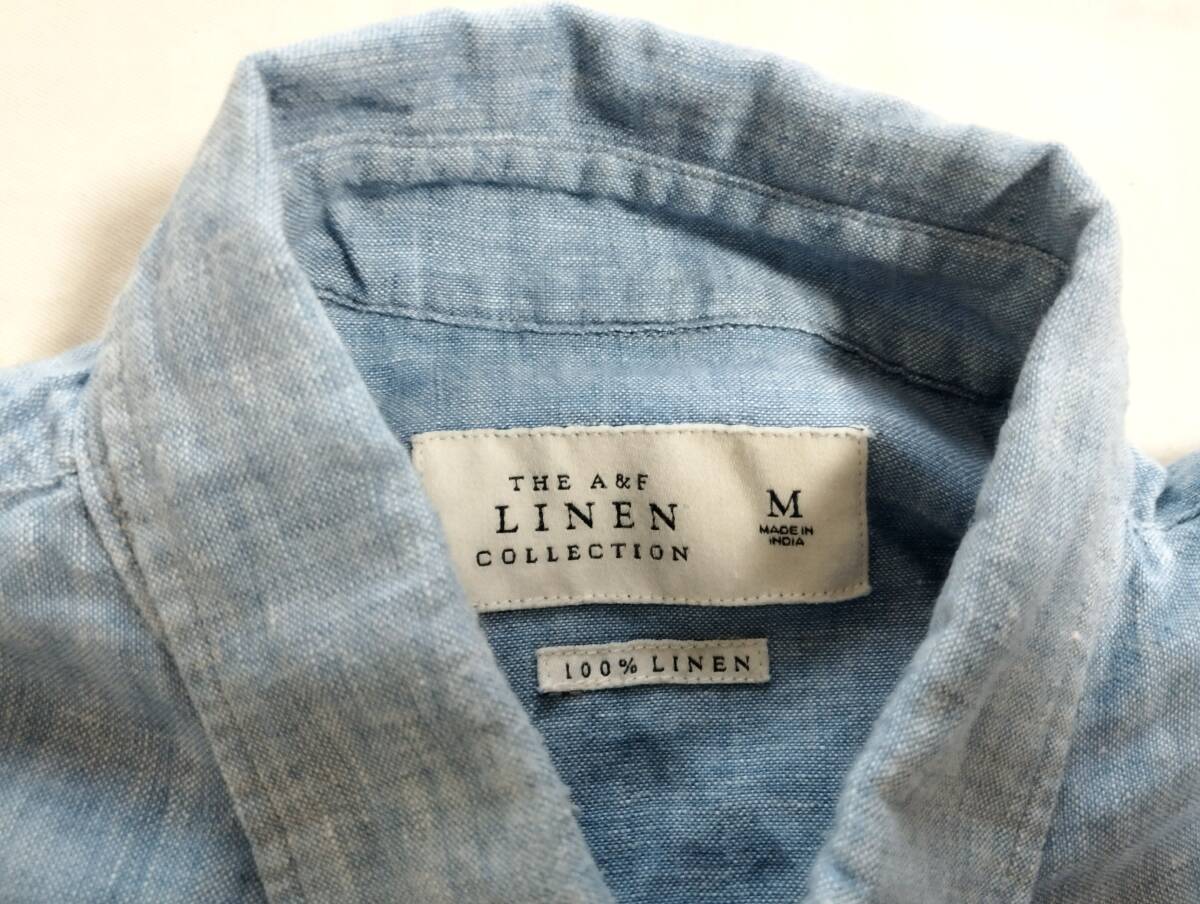 THE A&F
LINEN
COLLECTION
M
MADE IN
INDIA
100% LINEN